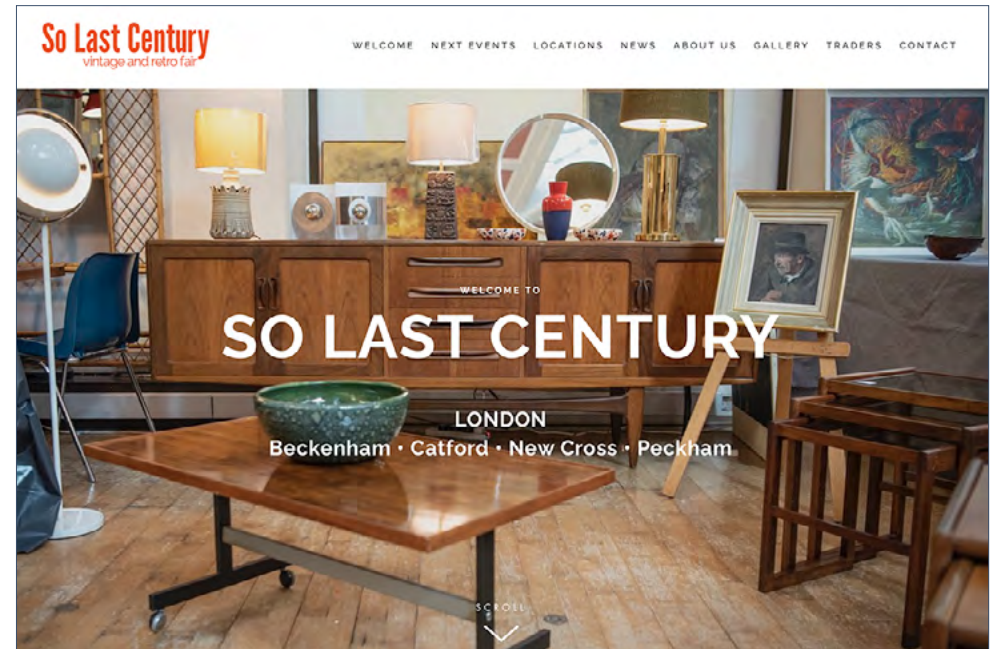 So Last Century
vintage and retro fair
WELCOME NEXT EVENTS LOCATIONS NEWS ABOUT US GALLERY TRADERS CONTACT
WELCOME TO
SO LAST CENTURY
LONDON
Beckenham • Catford • New Cross • Peckham
SCROLL